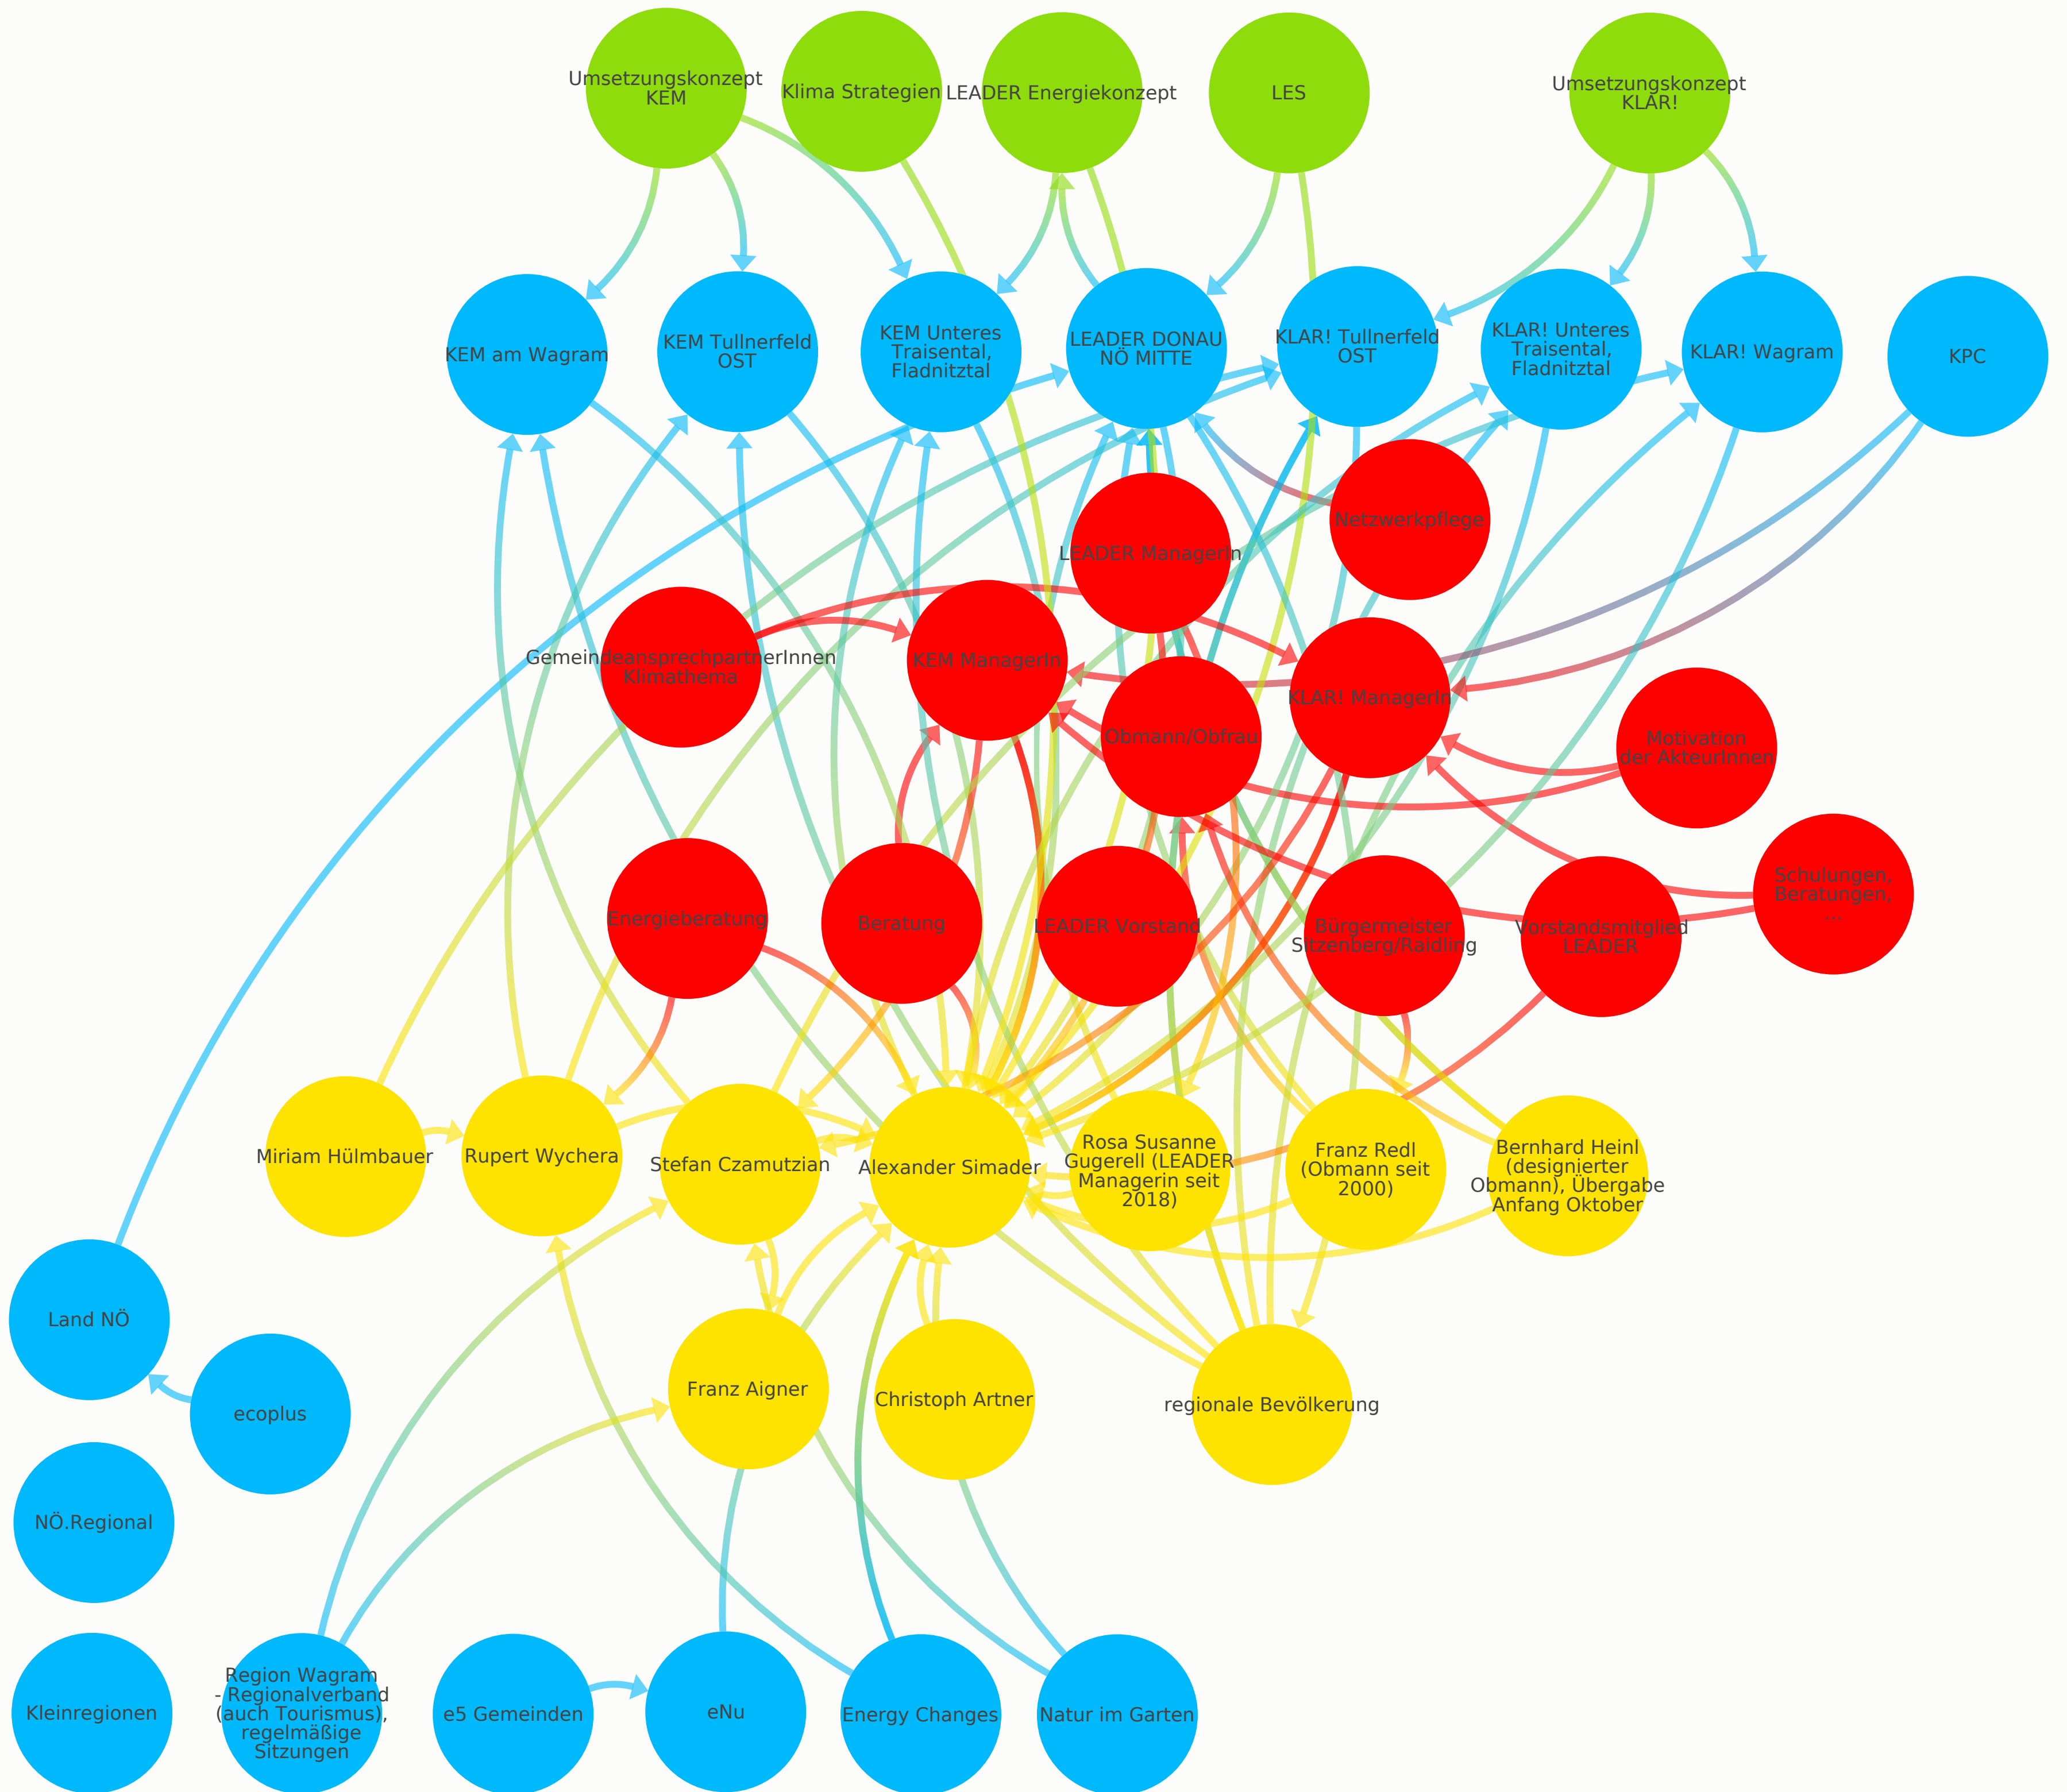 Umsetzungskonzept
KEM
Klima Strategien
LEADER Energiekonzept
LES
Umsetzungskonzept
KLAR!
KEM am Wagram
KEM Tullnerfeld
OST
KEM Unteres
Traisental,
Fladnitztal
LEADER DONAU
NÖ MITTE
KLAR! Tullnerfeld
OST
KLAR! Unteres
Traisental,
Fladnitztal
KLAR! Wagram
KPC
Netzwerkpflege
LEADER ManagerIn
GemeindeansprechpartnerInnen
Klimathema
KEM ManagerIn
KLAR! ManagerIn
Obmann/Obfrau
Motivation
der AkteurInnen
Energieberatung
Beratung
LEADER Vorstand
Bürgermeister
Sitzenberg/Raidling
Vorstandsmitglied
LEADER
Schulungen,
Beratungen,
...
Miriam Hülmbauer
Rupert Wychera
Stefan Czamutzian
Alexander Simader
Rosa Susanne
Gugerell (LEADER
Managerin seit
2018)
Franz Redl
(Obmann seit
2000)
Bernhard Heinl
(designierter
Obmann), Übergabe
Anfang Oktober
Land NÖ
ecoplus
Franz Aigner
Christoph Artner
regionale Bevölkerung
NÖ.Regional
Kleinregionen
Region Wagram
- Regionalverband
(auch Tourismus),
regelmäßige
Sitzungen
e5 Gemeinden
eNu
Energy Changes
Natur im Garten